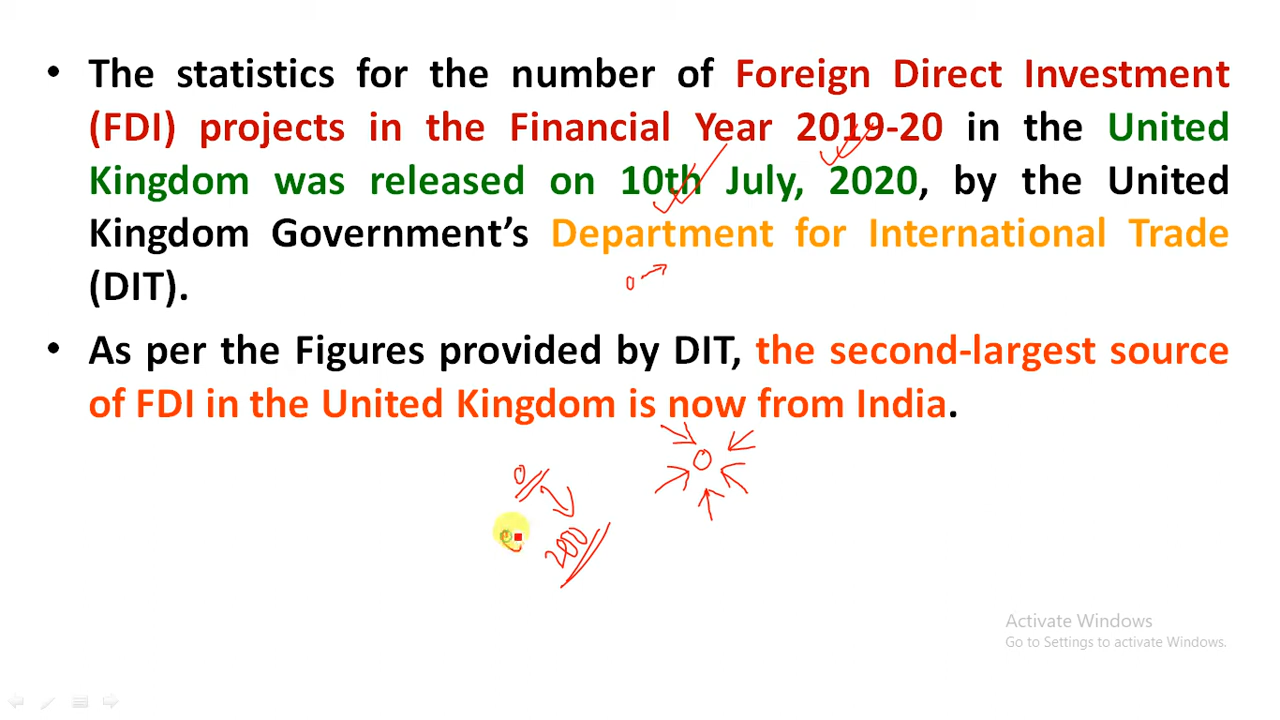 • The statistics for the number of Foreign Direct Investment
(FDI) projects in the Financial Year 2019-20 in the United
Kingdom was released on 10th July, 2020, by the United
Kingdom Government’s Department for International Trade
(DIT).
• As per the Figures provided by DIT, the second-largest source
of FDI in the United Kingdom is now from India.
200
Activate Windows
Go to Settings to activate Windows.